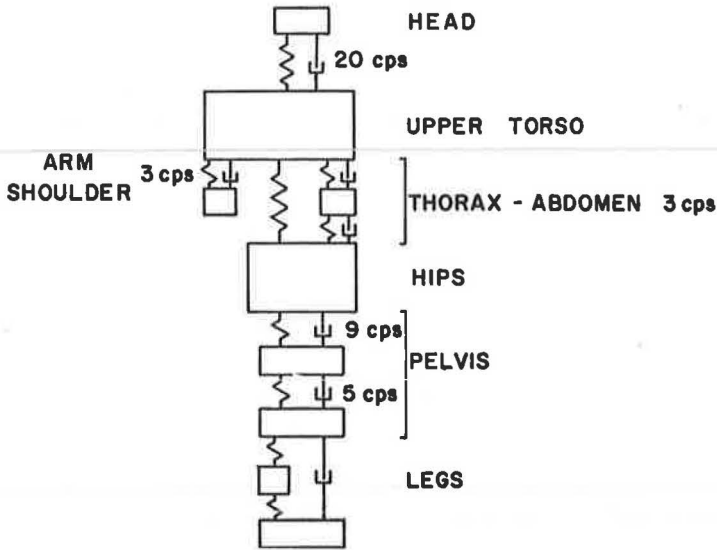 HEAD
20 cps
UPPER TORSO
ARM
SHOULDER
3 cps
THORAX - ABDOMEN 3 cps
HIPS
9 cps
PELVIS
5 cps
LEGS